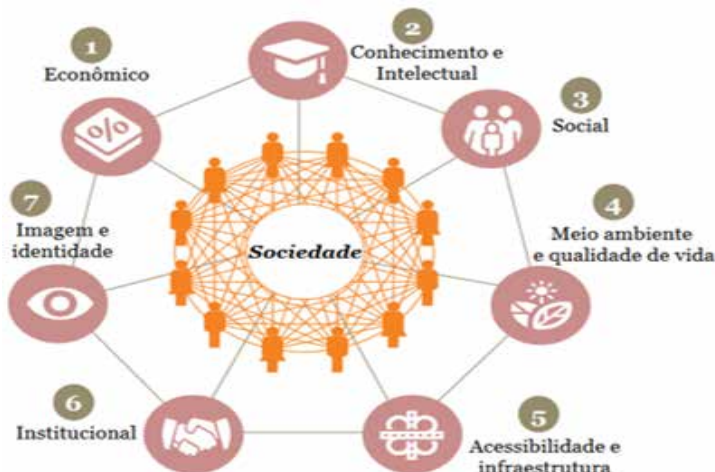 1
Econômico
2
Conhecimento e
Intelectual
3
Social
4
Meio ambiente
e qualidade de vida
5
Acessibilidade e
infraestrutura
6
Institucional
7
Imagem e
identidade
Sociedade
%